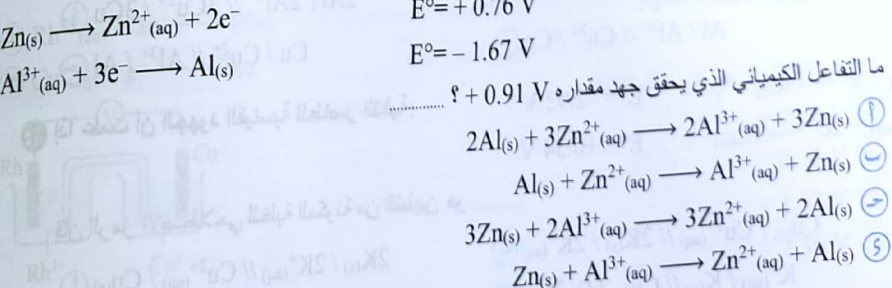 Zn(s) ⟶ Zn²⁺(aq) + 2e⁻ E° = + 0.76 V
Al³⁺(aq) + 3e⁻ ⟶ Al(s) E° = – 1.67 V
ما التفاعل الكيميائي الذي يحقق جهد مقداره + 0.91 V ؟ ..............
أ 2Al(s) + 3Zn²⁺(aq) ⟶ 2Al³⁺(aq) + 3Zn(s)
ب Al(s) + Zn²⁺(aq) ⟶ Al³⁺(aq) + Zn(s)
ج 3Zn(s) + 2Al³⁺(aq) ⟶ 3Zn²⁺(aq) + 2Al(s)
د Zn(s) + Al³⁺(aq) ⟶ Zn²⁺(aq) + Al(s)